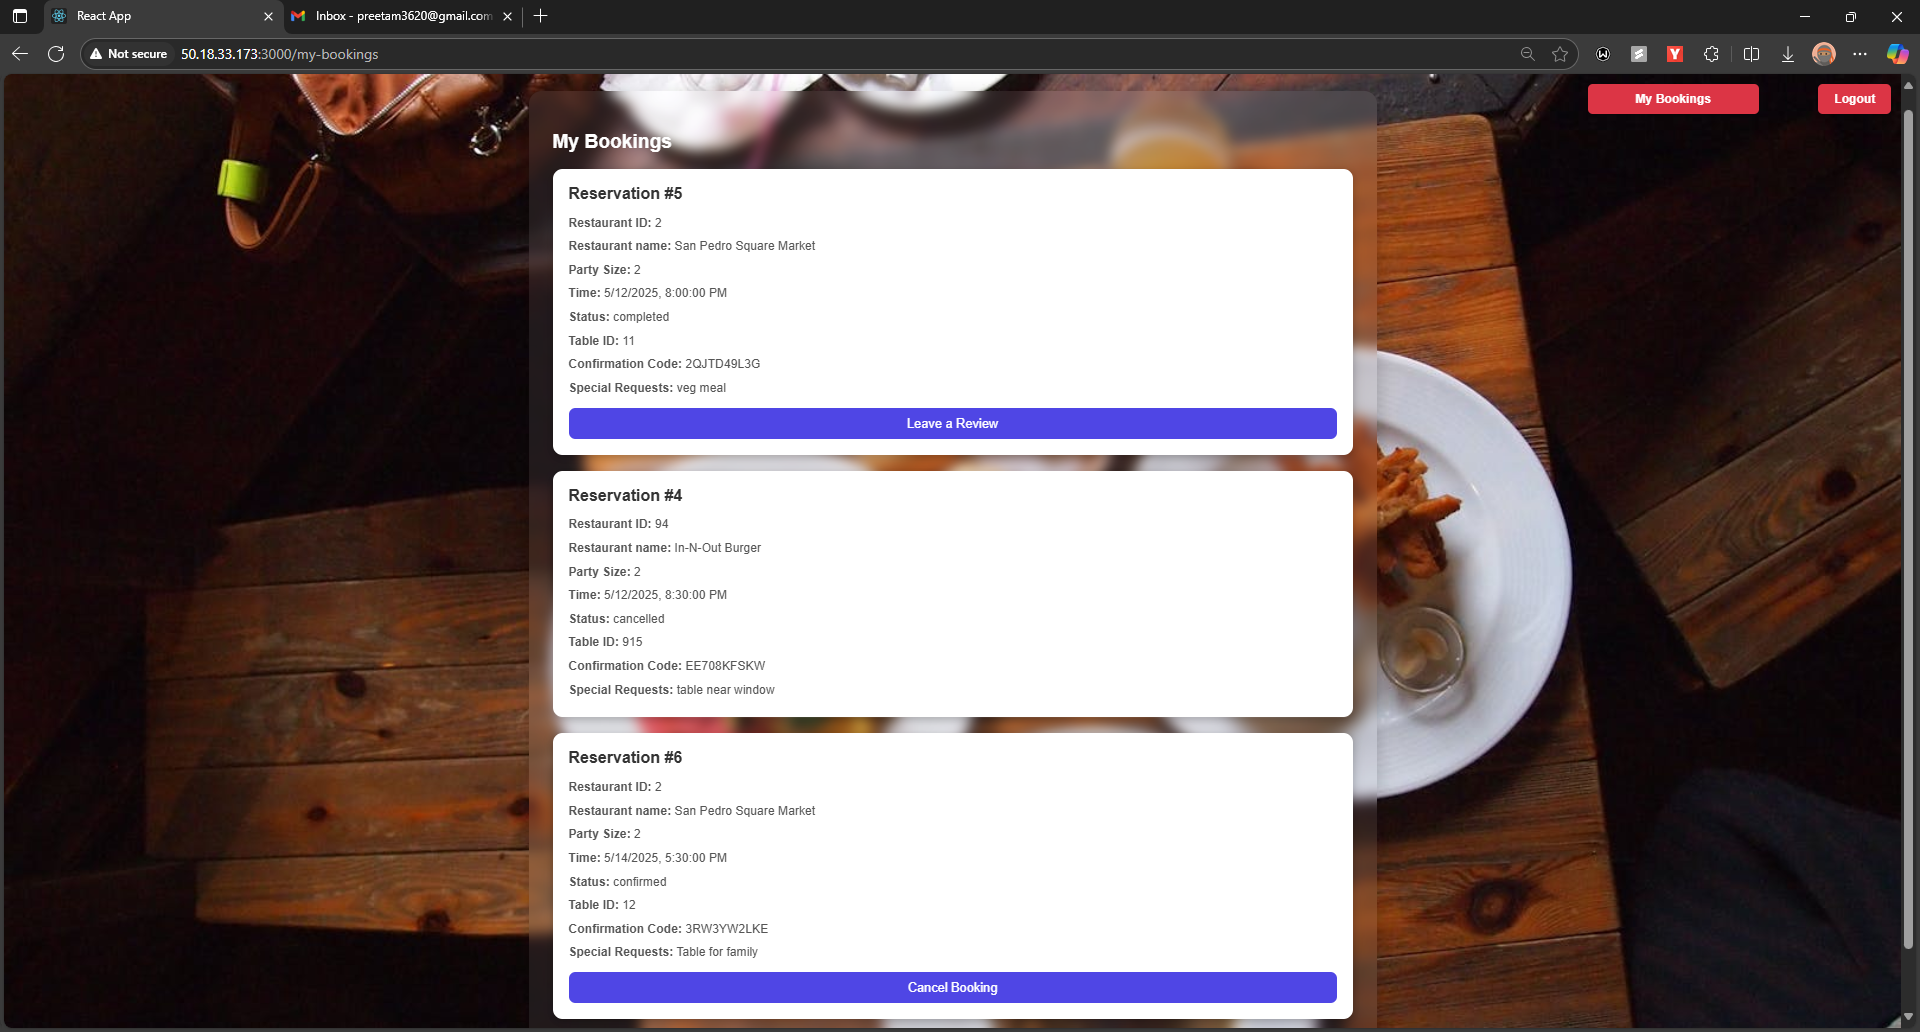 React App
Inbox - preetam3620@gmail.com
Not secure
50.18.33.173:3000/my-bookings
My Bookings
Logout
My Bookings
Reservation #5
Restaurant ID: 2
Restaurant name: San Pedro Square Market
Party Size: 2
Time: 5/12/2025, 8:00:00 PM
Status: completed
Table ID: 11
Confirmation Code: 2QJTD49L3G
Special Requests: veg meal
Leave a Review
Reservation #4
Restaurant ID: 94
Restaurant name: In-N-Out Burger
Party Size: 2
Time: 5/12/2025, 8:30:00 PM
Status: cancelled
Table ID: 915
Confirmation Code: EE708KFSKW
Special Requests: table near window
Reservation #6
Restaurant ID: 2
Restaurant name: San Pedro Square Market
Party Size: 2
Time: 5/14/2025, 5:30:00 PM
Status: confirmed
Table ID: 12
Confirmation Code: 3RW3YW2LKE
Special Requests: Table for family
Cancel Booking